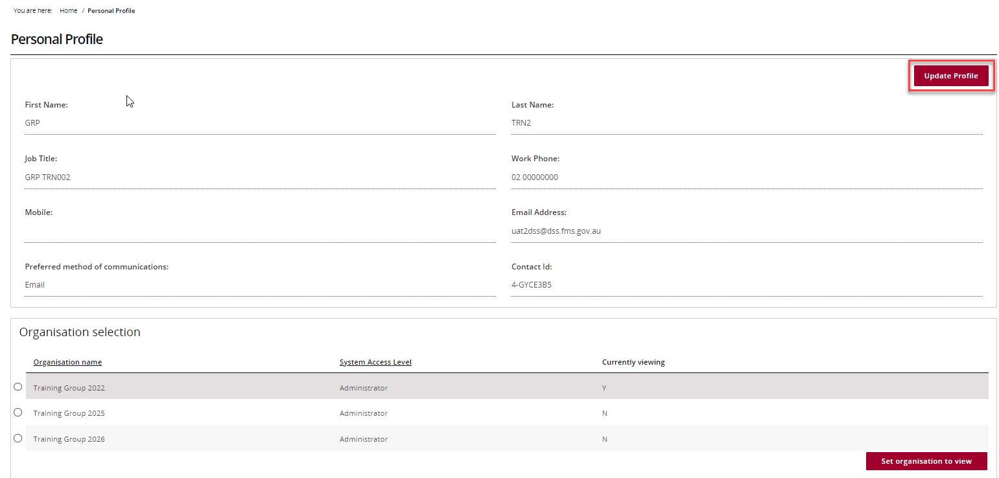 You are here: Home / Personal Profile
Personal Profile
Update Profile
First Name: Last Name:
GRP TRN2
Job Title: Work Phone:
GRP TRN002 02 00000000
Mobile: Email Address:
uat2dss@dss.fms.gov.au
Preferred method of communications: Contact Id:
Email 4-GYCE3B5
Organisation selection
Organisation name System Access Level Currently viewing
Training Group 2022 Administrator Y
Training Group 2025 Administrator N
Training Group 2026 Administrator N
Set organisation to view